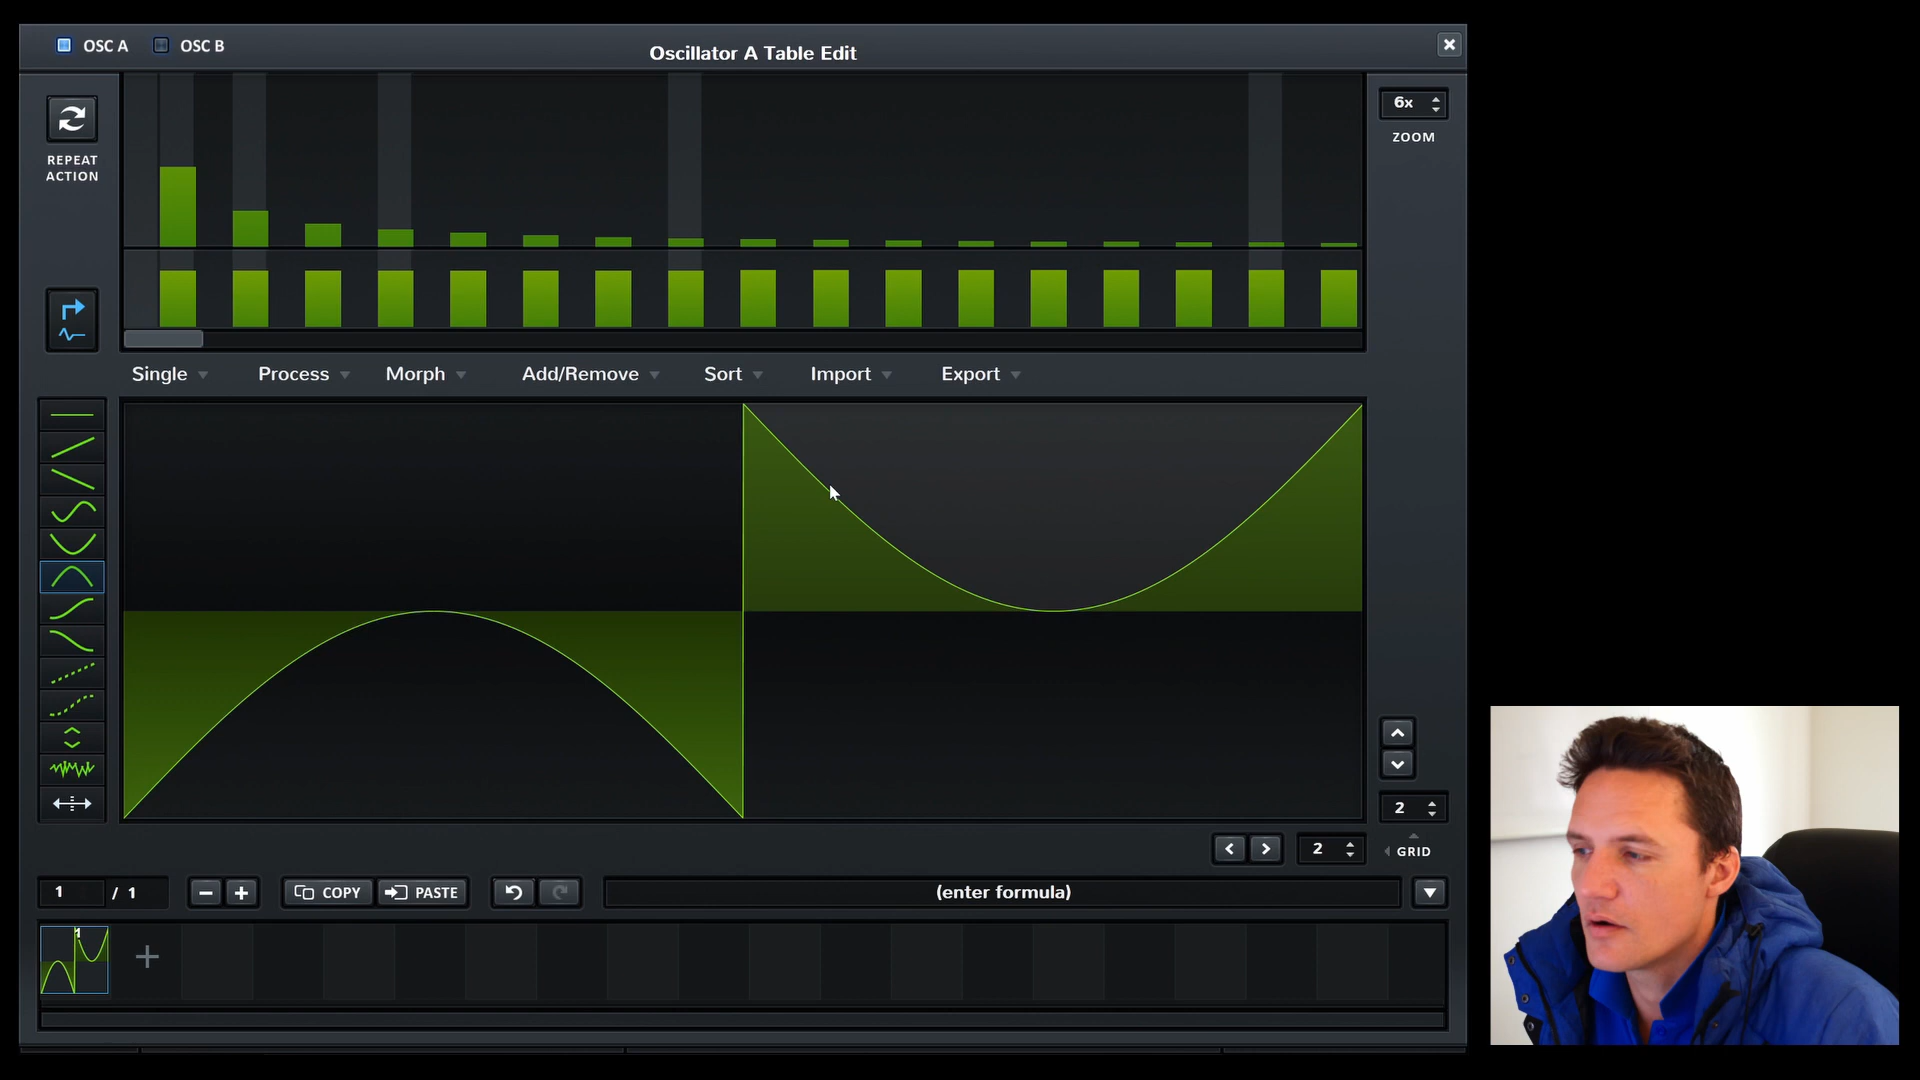 OSC A
OSC B
Oscillator A Table Edit
REPEAT
ACTION
6x
ZOOM
Single
Process
Morph
Add/Remove
Sort
Import
Export
2
2
GRID
1 / 1
COPY
PASTE
(enter formula)
1